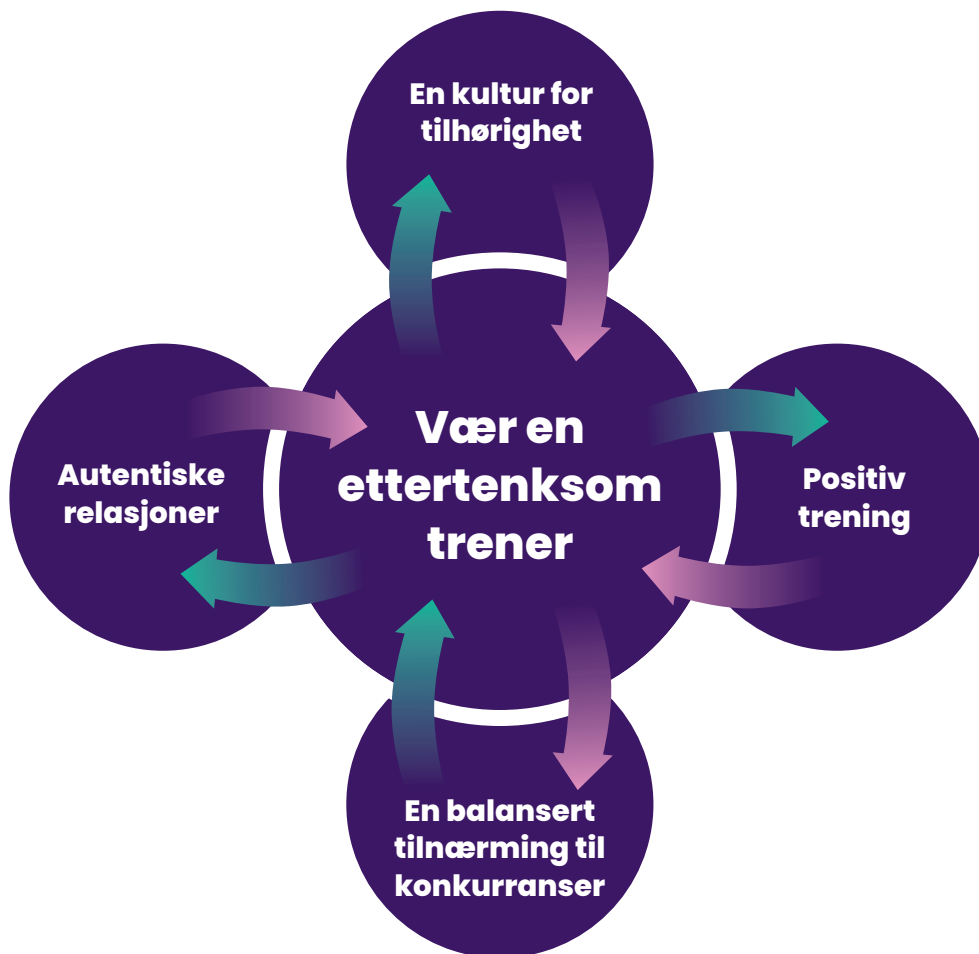 En kultur for
tilhørighet
Autentiske
relasjoner
Vær en
ettertenksom
trener
Positiv
trening
En balansert
tilnærming til
konkurranser